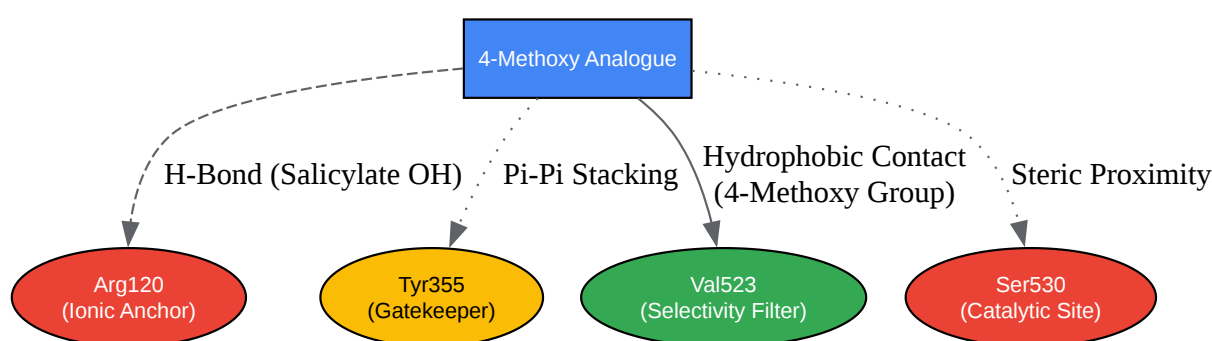 4-Methoxy Analogue
H-Bond (Salicylate OH)
Pi-Pi Stacking
Hydrophobic Contact
(4-Methoxy Group)
Steric Proximity
Arg120
(Ionic Anchor)
Tyr355
(Gatekeeper)
Val523
(Selectivity Filter)
Ser530
(Catalytic Site)